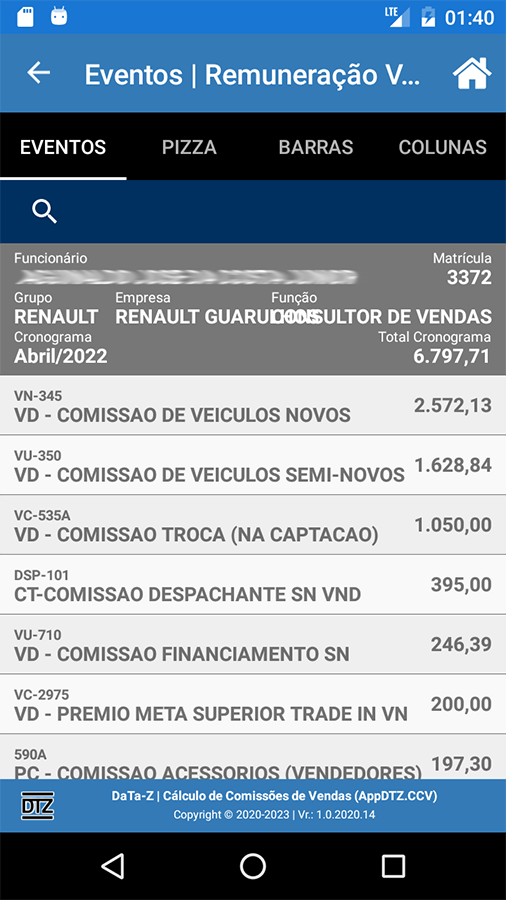 LTE 01:40
Eventos | Remuneração V...
EVENTOS PIZZA BARRAS COLUNAS
Funcionário Matrícula
3372
Grupo Empresa Função
RENAULT RENAULT GUARULHOS CONSULTOR DE VENDAS
Cronograma Total Cronograma
Abril/2022 6.797,71
VN-345
VD - COMISSAO DE VEICULOS NOVOS 2.572,13
VU-350
VD - COMISSAO DE VEICULOS SEMI-NOVOS 1.628,84
VC-535A
VD - COMISSAO TROCA (NA CAPTACAO) 1.050,00
DSP-101
CT-COMISSAO DESPACHANTE SN VND 395,00
VU-710
VD - COMISSAO FINANCIAMENTO SN 246,39
VC-2975
VD - PREMIO META SUPERIOR TRADE IN VN 200,00
590A
PC - COMISSAO ACESSORIOS (VENDEDORES) 197,30
DTZ
DaTa-Z | Cálculo de Comissões de Vendas (AppDTZ.CCV)
Copyright © 2020-2023 | Vr.: 1.0.2020.14